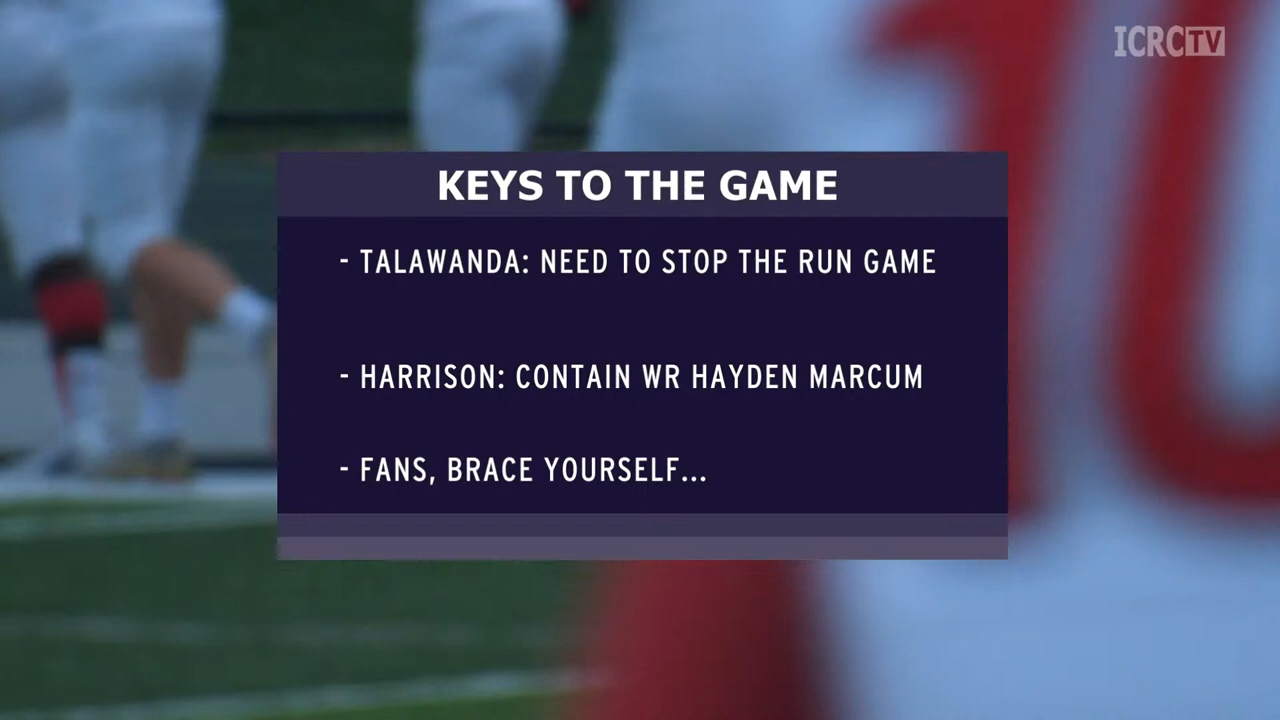 ICRCTV
KEYS TO THE GAME
- TALAWANDA: NEED TO STOP THE RUN GAME
- HARRISON: CONTAIN WR HAYDEN MARCUM
- FANS, BRACE YOURSELF...
10